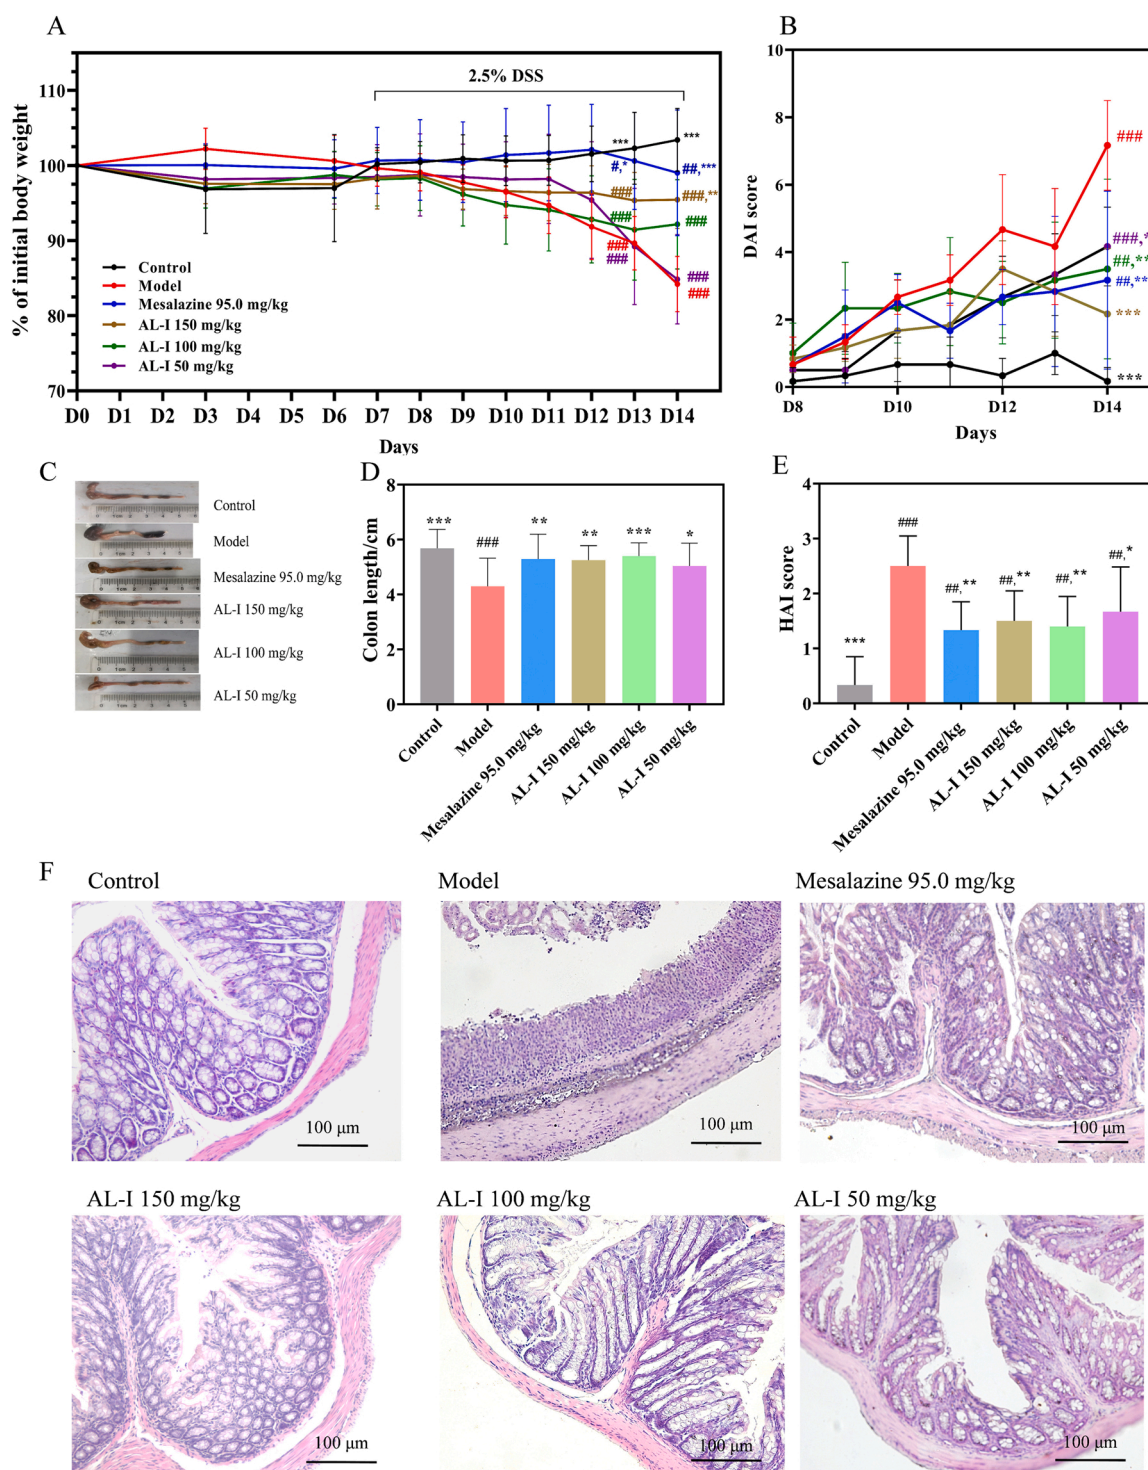 A
% of initial body weight
110
100
90
80
70
2.5% DSS
***
***
#,*
##,***
###
###,**
###
###
###
###
###
###
Control
Model
Mesalazine 95.0 mg/kg
AL-I 150 mg/kg
AL-I 100 mg/kg
AL-I 50 mg/kg
D0 D1 D2 D3 D4 D5 D6 D7 D8 D9 D10 D11 D12 D13 D14
Days
B
DAI score
10
8
6
4
2
0
###
###,*
##,**
##,**
***
***
D8 D10 D12 D14
Days
C
Control
Model
Mesalazine 95.0 mg/kg
AL-I 150 mg/kg
AL-I 100 mg/kg
AL-I 50 mg/kg
D
Colon length/cm
8
6
4
2
0
***
###
**
**
***
*
Control
Model
Mesalazine 95.0 mg/kg
AL-I 150 mg/kg
AL-I 100 mg/kg
AL-I 50 mg/kg
E
HAI score
4
3
2
1
0
***
###
##,**
##,**
##,**
##,*
Control
Model
Mesalazine 95.0 mg/kg
AL-I 150 mg/kg
AL-I 100 mg/kg
AL-I 50 mg/kg
F
Control
Model
Mesalazine 95.0 mg/kg
100 μm
100 μm
100 μm
AL-I 150 mg/kg
AL-I 100 mg/kg
AL-I 50 mg/kg
100 μm
100 μm
100 μm